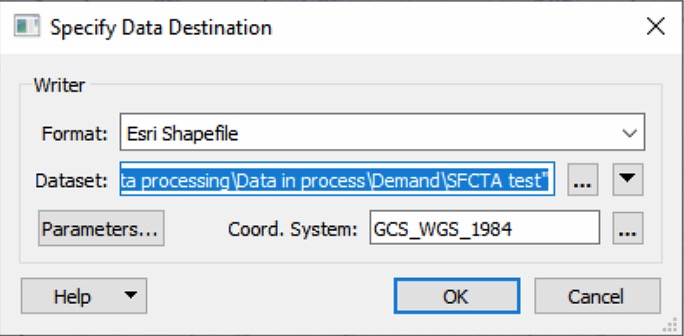 Specify Data Destination
Writer
Format: Esri Shapefile
Dataset: ta processing\Data in process\Demand\SFCTA test" ...
Parameters... Coord. System: GCS_WGS_1984 ...
Help OK Cancel